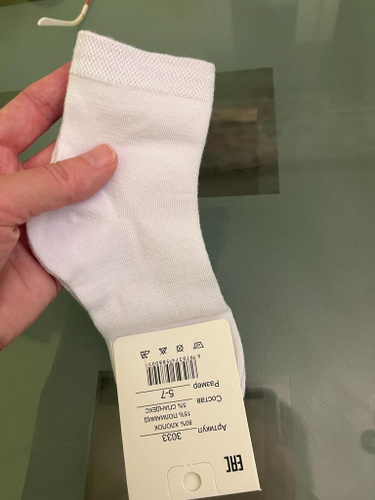 EAC
Артикул 3033
80% ХЛОПОК
Состав 15% ПОЛИАМИД
5% СПАНДЕКС
Размер 5-7